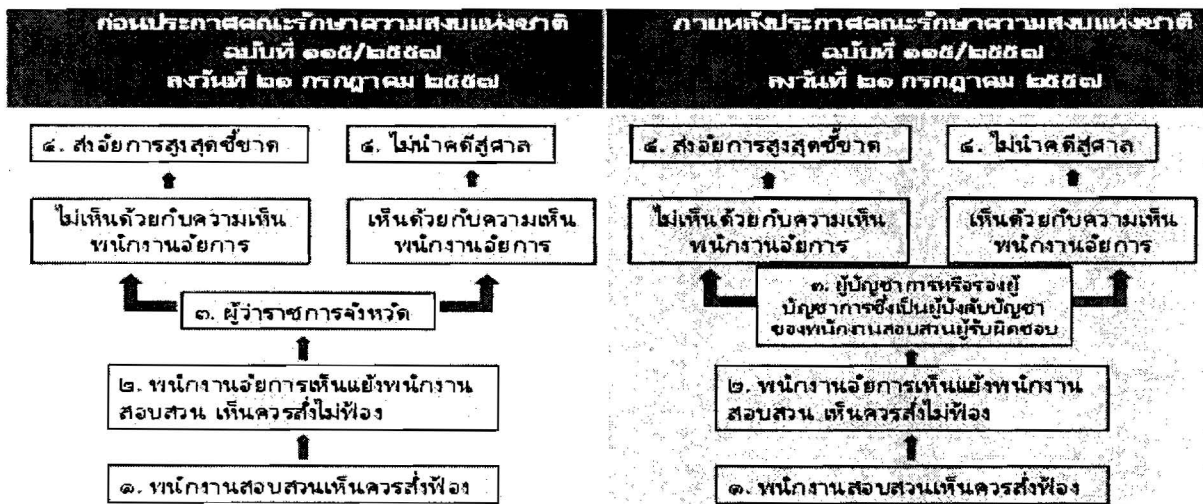 ก่อนประกาศคณะรักษาความสงบแห่งชาติ
ฉบับที่ ๑๑๕/๒๕๕๗
ลงวันที่ ๒๑ กรกฎาคม ๒๕๕๗
๔. ส่งอัยการสูงสุดชี้ขาด
๔. ไม่นำคดีสู่ศาล
ไม่เห็นด้วยกับความเห็น
พนักงานอัยการ
เห็นด้วยกับความเห็น
พนักงานอัยการ
๓. ผู้ว่าราชการจังหวัด
๒. พนักงานอัยการเห็นแย้งพนักงาน
สอบสวน เห็นควรสั่งไม่ฟ้อง
๑. พนักงานสอบสวนเห็นควรสั่งฟ้อง
ภายหลังประกาศคณะรักษาความสงบแห่งชาติ
ฉบับที่ ๑๑๕/๒๕๕๗
ลงวันที่ ๒๑ กรกฎาคม ๒๕๕๗
๔. ส่งอัยการสูงสุดชี้ขาด
๔. ไม่นำคดีสู่ศาล
ไม่เห็นด้วยกับความเห็น
พนักงานอัยการ
เห็นด้วยกับความเห็น
พนักงานอัยการ
๓. ผู้บัญชาการหรือรองผู้
บัญชาการซึ่งเป็นผู้บังคับบัญชา
ของพนักงานสอบสวนผู้รับผิดชอบ
๒. พนักงานอัยการเห็นแย้งพนักงาน
สอบสวน เห็นควรสั่งไม่ฟ้อง
๑. พนักงานสอบสวนเห็นควรสั่งฟ้อง